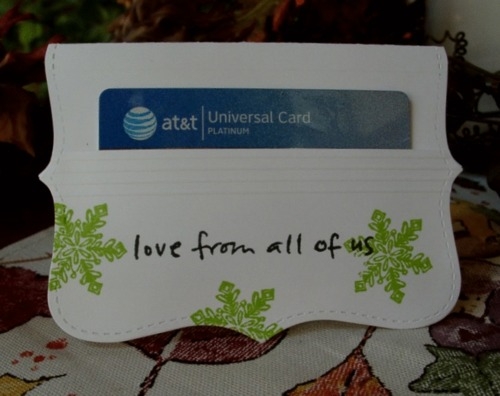 at&t Universal Card
PLATINUM
love from all of us